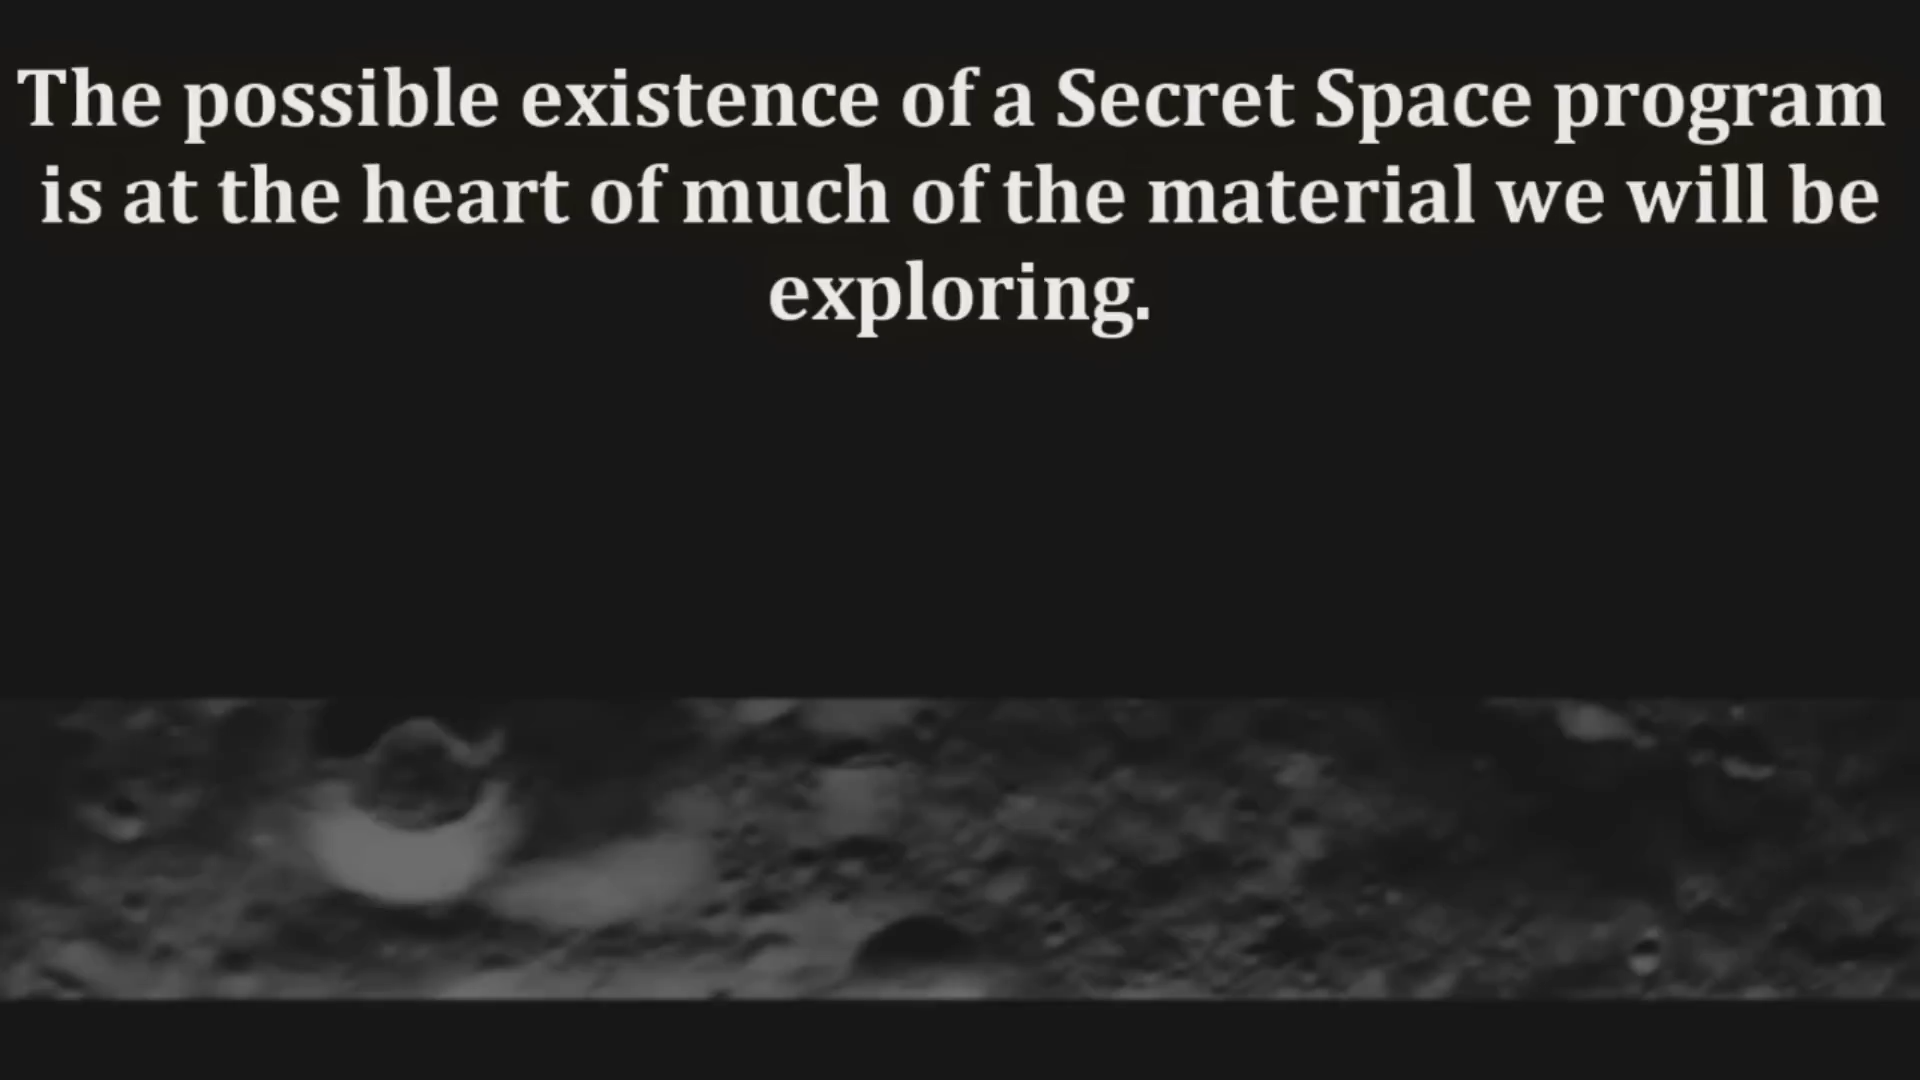 The possible existence of a Secret Space program
is at the heart of much of the material we will be
exploring.